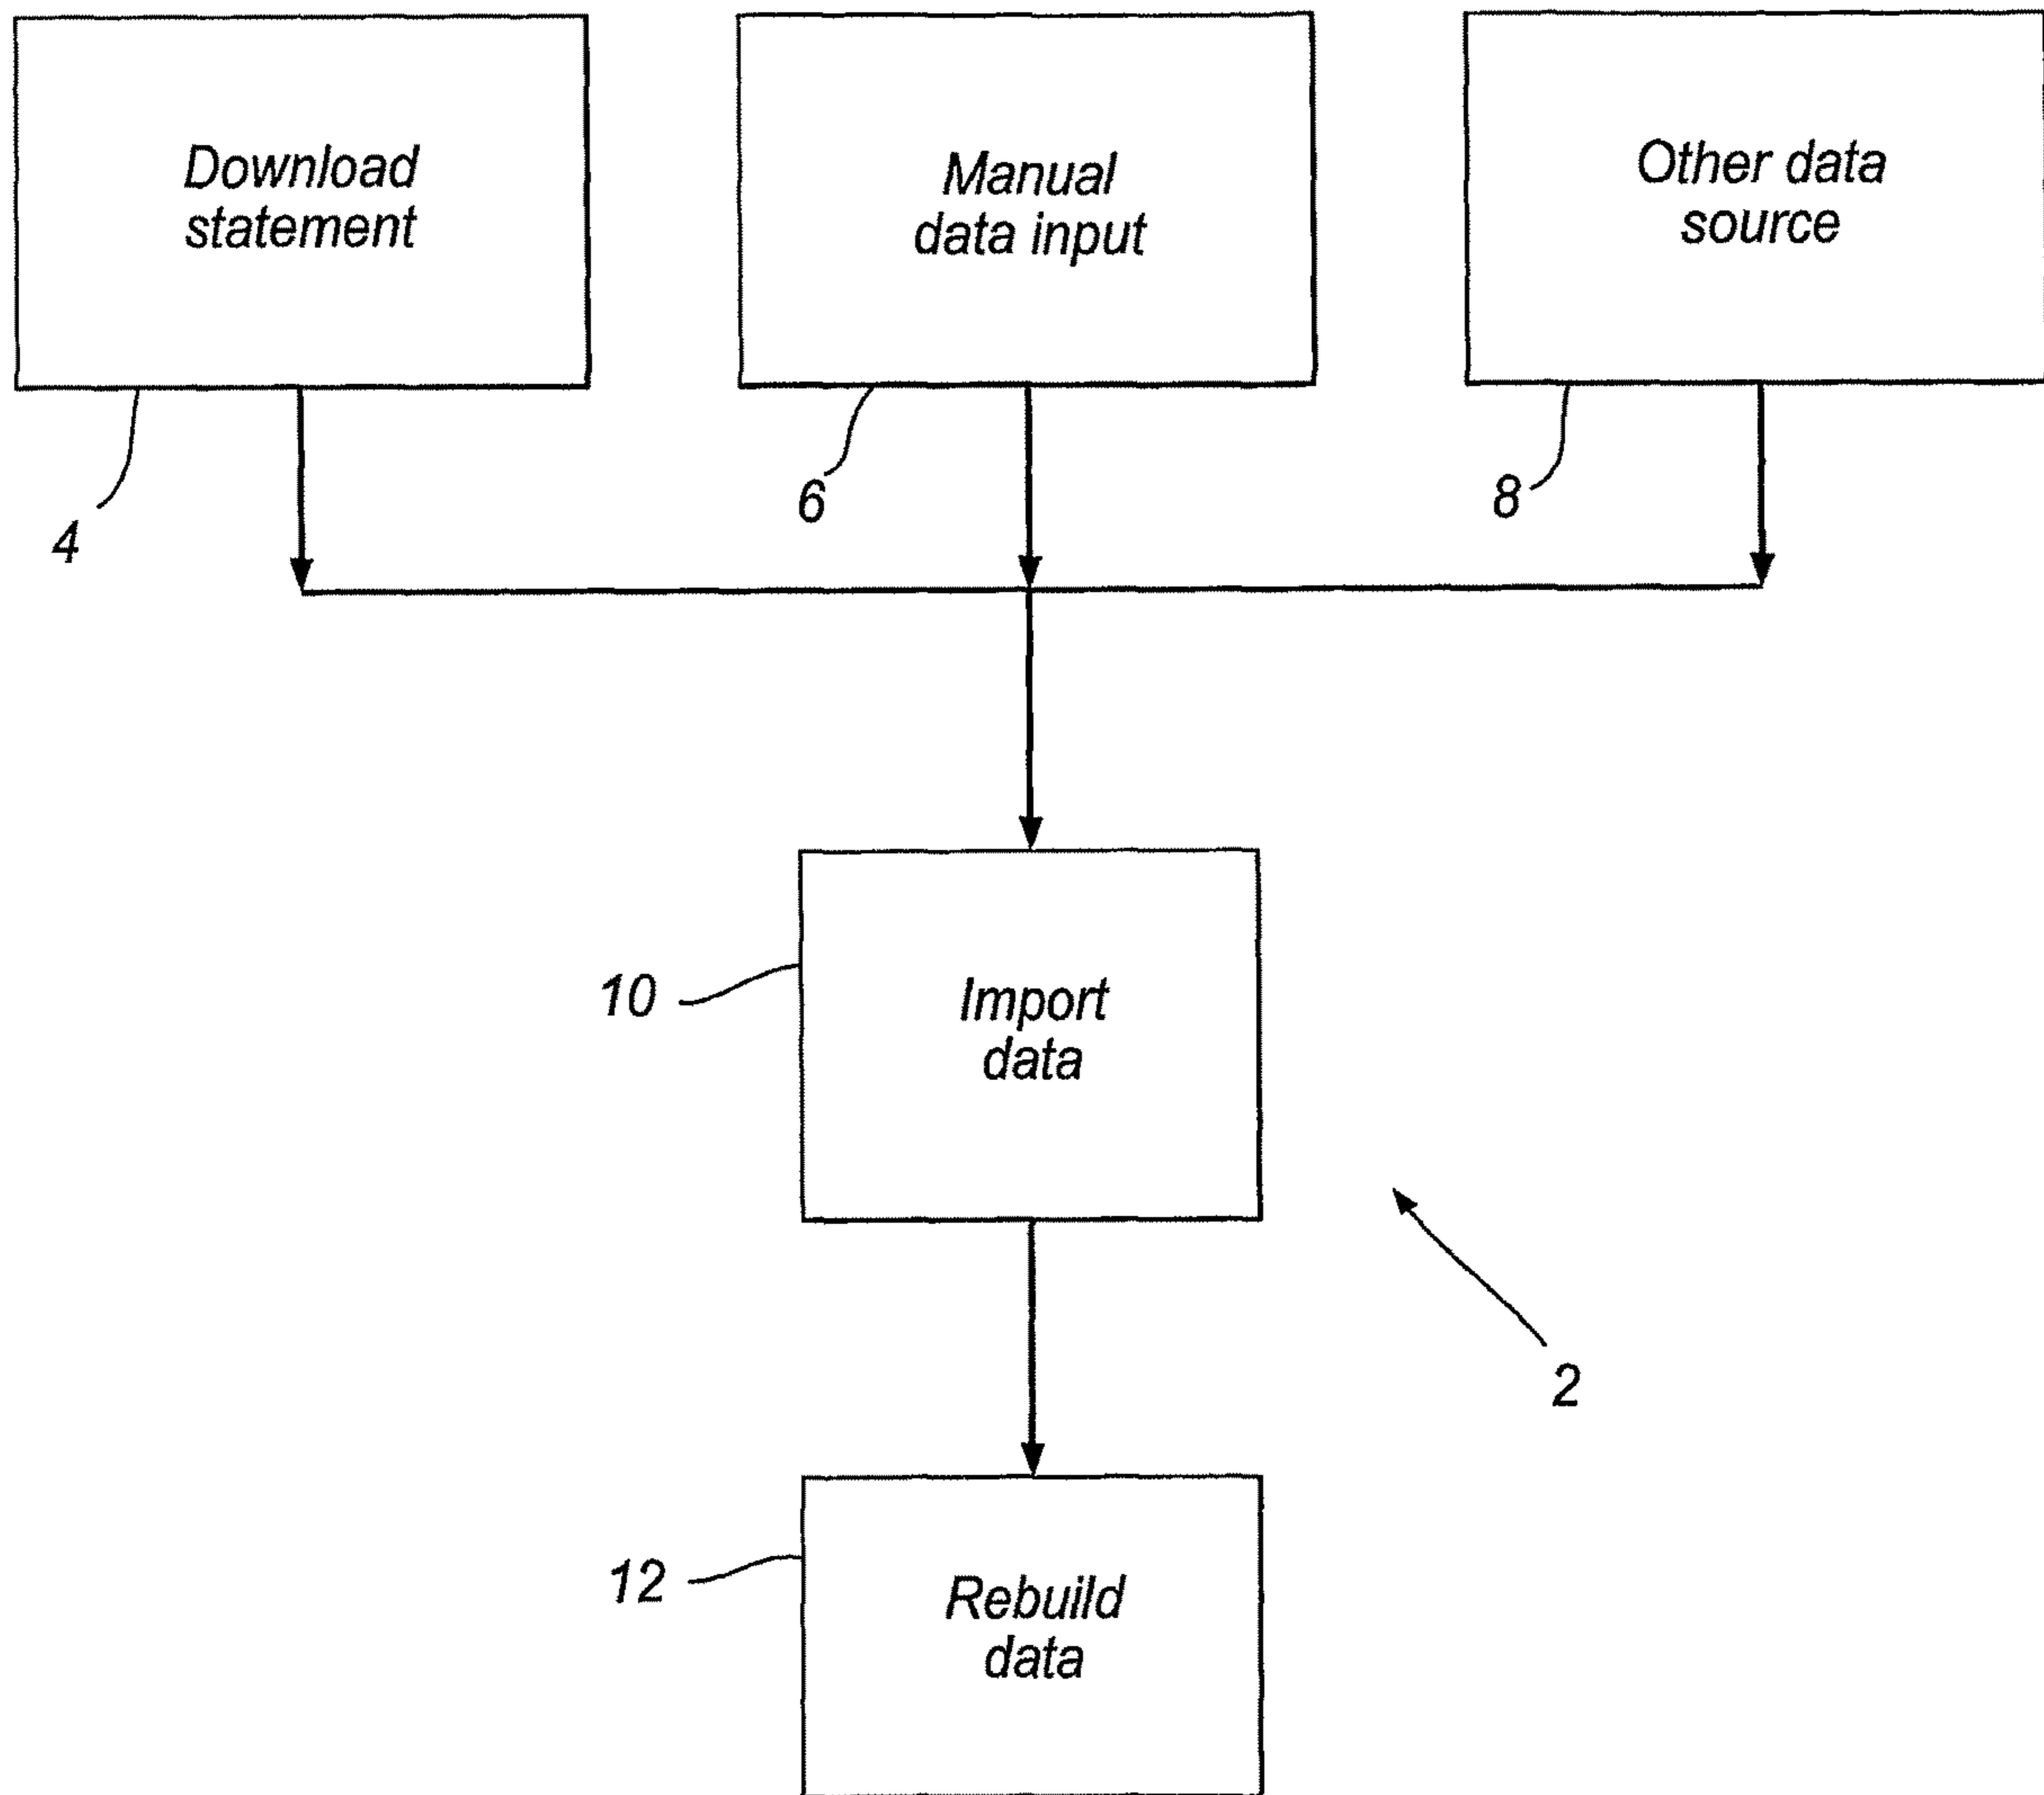 Download
statement
Manual
data input
Other data
source
4
6
8
10
Import
data
2
12
Rebuild
data